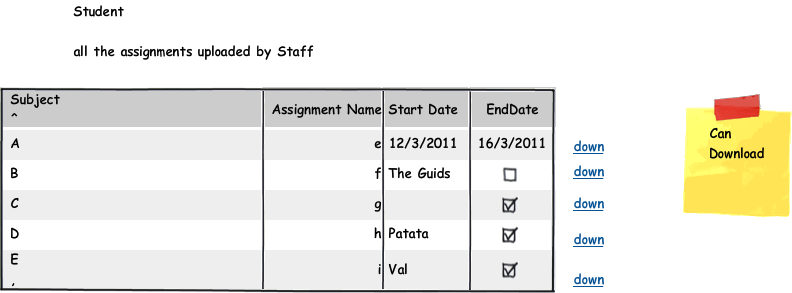 Student
all the assignments uploaded by Staff
Subject Assignment Name Start Date EndDate
^
A e 12/3/2011 16/3/2011 down
B f The Guids down
C g down
D h Patata down
E
i Val down
,
Can
Download